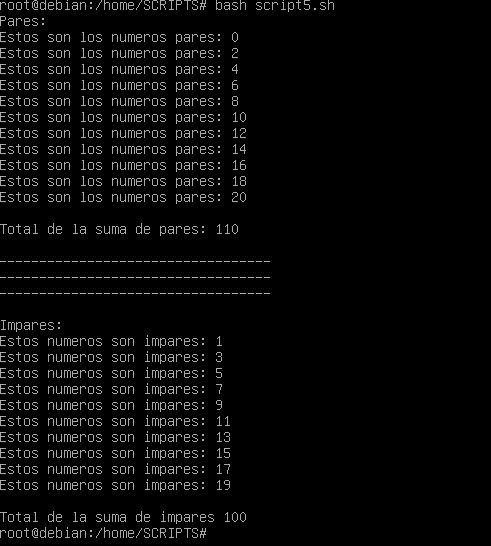 root@debian:/home/SCRIPTS# bash script5.sh
Pares:
Estos son los numeros pares: 0
Estos son los numeros pares: 2
Estos son los numeros pares: 4
Estos son los numeros pares: 6
Estos son los numeros pares: 8
Estos son los numeros pares: 10
Estos son los numeros pares: 12
Estos son los numeros pares: 14
Estos son los numeros pares: 16
Estos son los numeros pares: 18
Estos son los numeros pares: 20
Total de la suma de pares: 110
----------------------------------
----------------------------------
----------------------------------
Impares:
Estos numeros son impares: 1
Estos numeros son impares: 3
Estos numeros son impares: 5
Estos numeros son impares: 7
Estos numeros son impares: 9
Estos numeros son impares: 11
Estos numeros son impares: 13
Estos numeros son impares: 15
Estos numeros son impares: 17
Estos numeros son impares: 19
Total de la suma de impares 100
root@debian:/home/SCRIPTS#